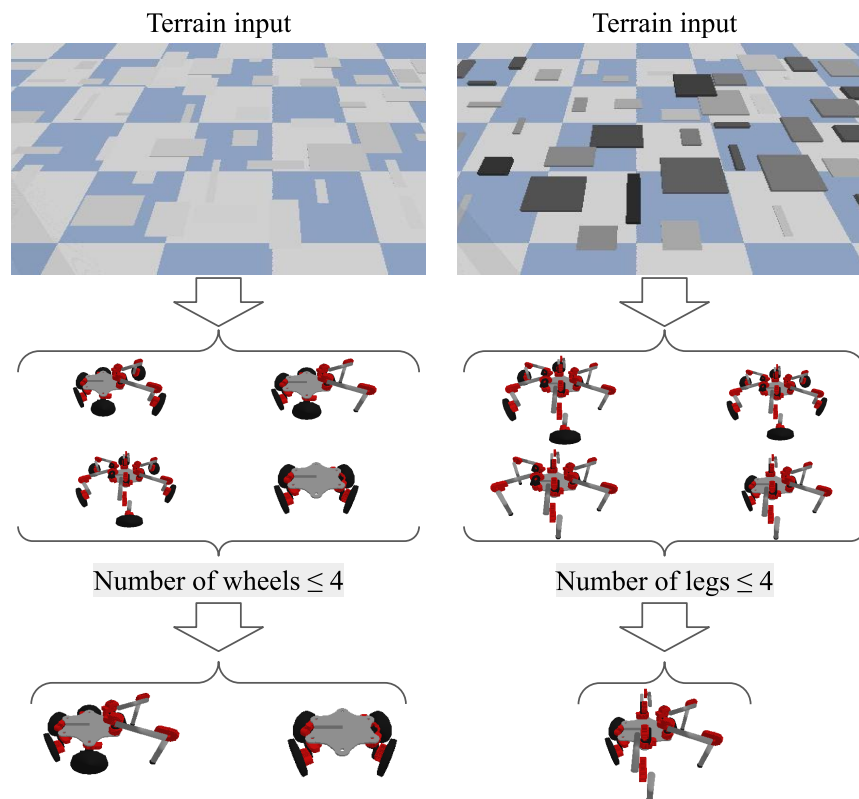 Terrain input
Terrain input
Number of wheels ≤ 4
Number of legs ≤ 4